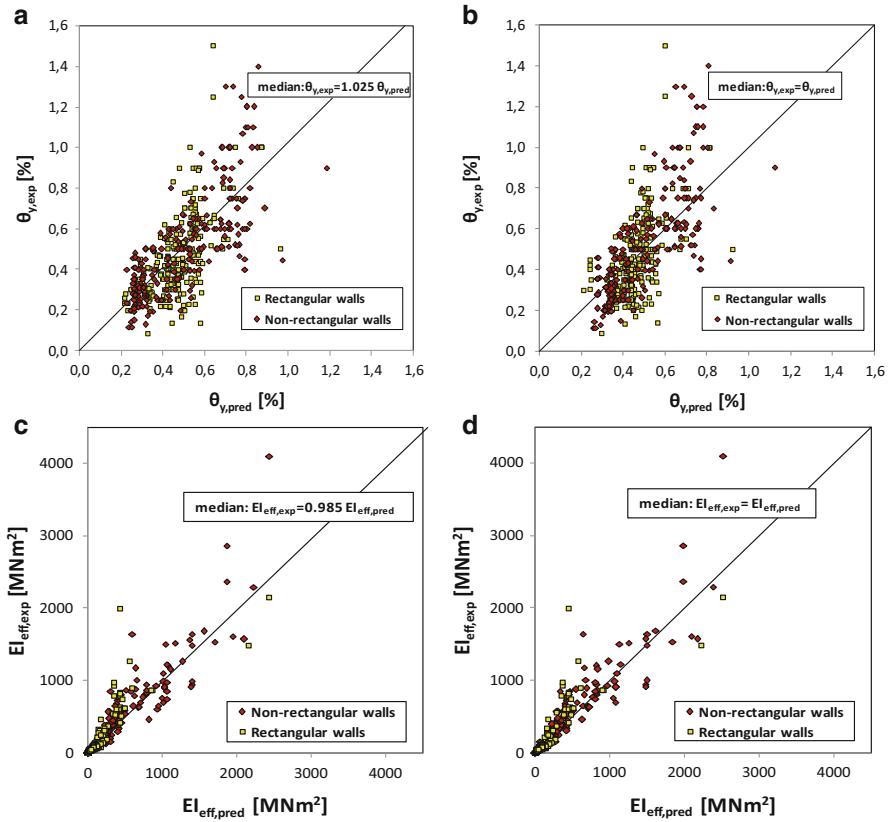 a
1,6
1,4
1,2
1,0
0,8
0,6
0,4
0,2
0,0
θy,exp [%]
median:θy,exp=1.025 θy,pred
Rectangular walls
Non-rectangular walls
0,0 0,2 0,4 0,6 0,8 1,0 1,2 1,4 1,6
θy,pred [%]
b
1,6
1,4
1,2
1,0
0,8
0,6
0,4
0,2
0,0
θy,exp [%]
median:θy,exp=θy,pred
Rectangular walls
Non-rectangular walls
0,0 0,2 0,4 0,6 0,8 1,0 1,2 1,4 1,6
θy,pred [%]
c
4000
3000
2000
1000
0
EIeff,exp [MNm²]
median: EIeff,exp=0.985 EIeff,pred
Non-rectangular walls
Rectangular walls
0 1000 2000 3000 4000
EIeff,pred [MNm²]
d
4000
3000
2000
1000
0
EIeff,exp [MNm²]
median: EIeff,exp= EIeff,pred
Non-rectangular walls
Rectangular walls
0 1000 2000 3000 4000
EIeff,pred [MNm²]